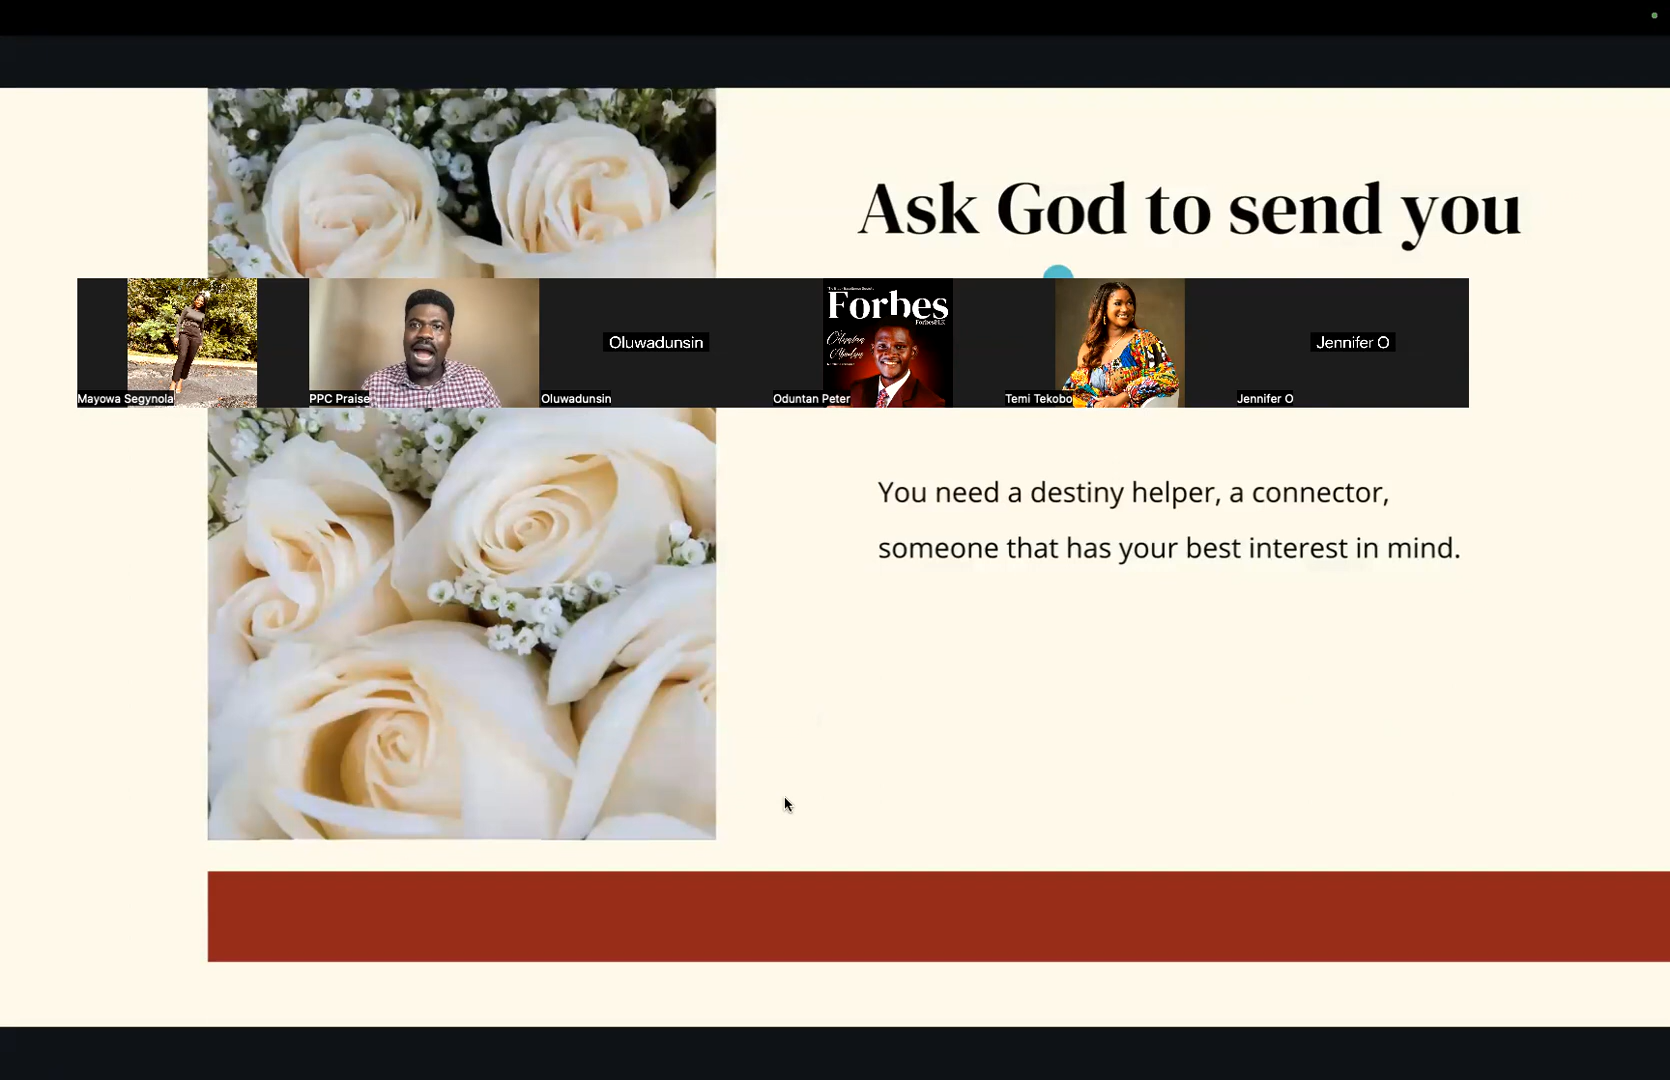 Ask God to send you
Forbes
Oluwadunsin
Jennifer O
Mayowa Segynola
PPC Praise
Oluwadunsin
Oduntan Peter
Temi Tekobo
Jennifer O
You need a destiny helper, a connector,
someone that has your best interest in mind.